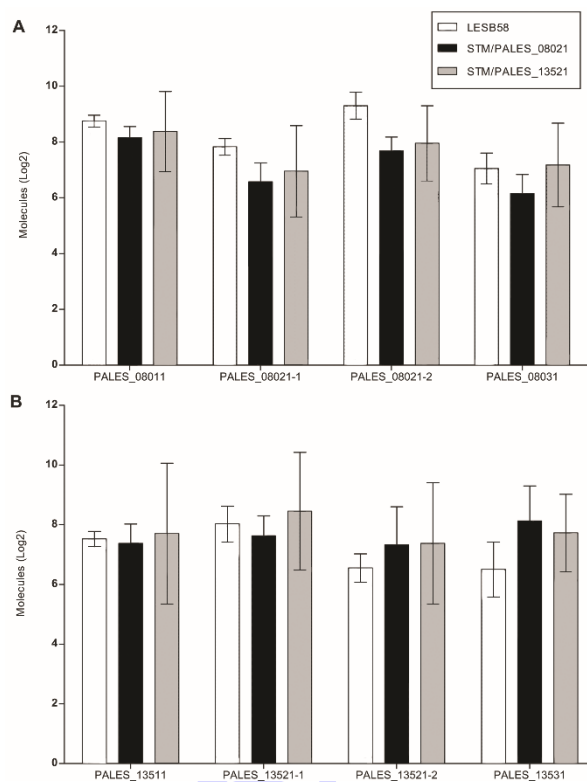 A
LESB58
STM/PALES_08021
STM/PALES_13521
12
10
8
6
4
2
0
Molecules (Log2)
PALES_08011
PALES_08021-1
PALES_08021-2
PALES_08031
B
12
10
8
6
4
2
0
Molecules (Log2)
PALES_13511
PALES_13521-1
PALES_13521-2
PALES_13531